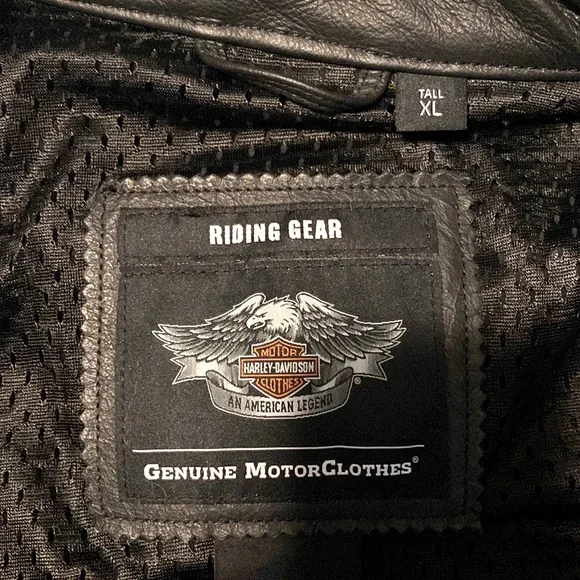 TALL
XL
RIDING GEAR
MOTOR
HARLEY-DAVIDSON
CLOTHES
®
AN AMERICAN LEGEND
GENUINE MOTORCLOTHES®